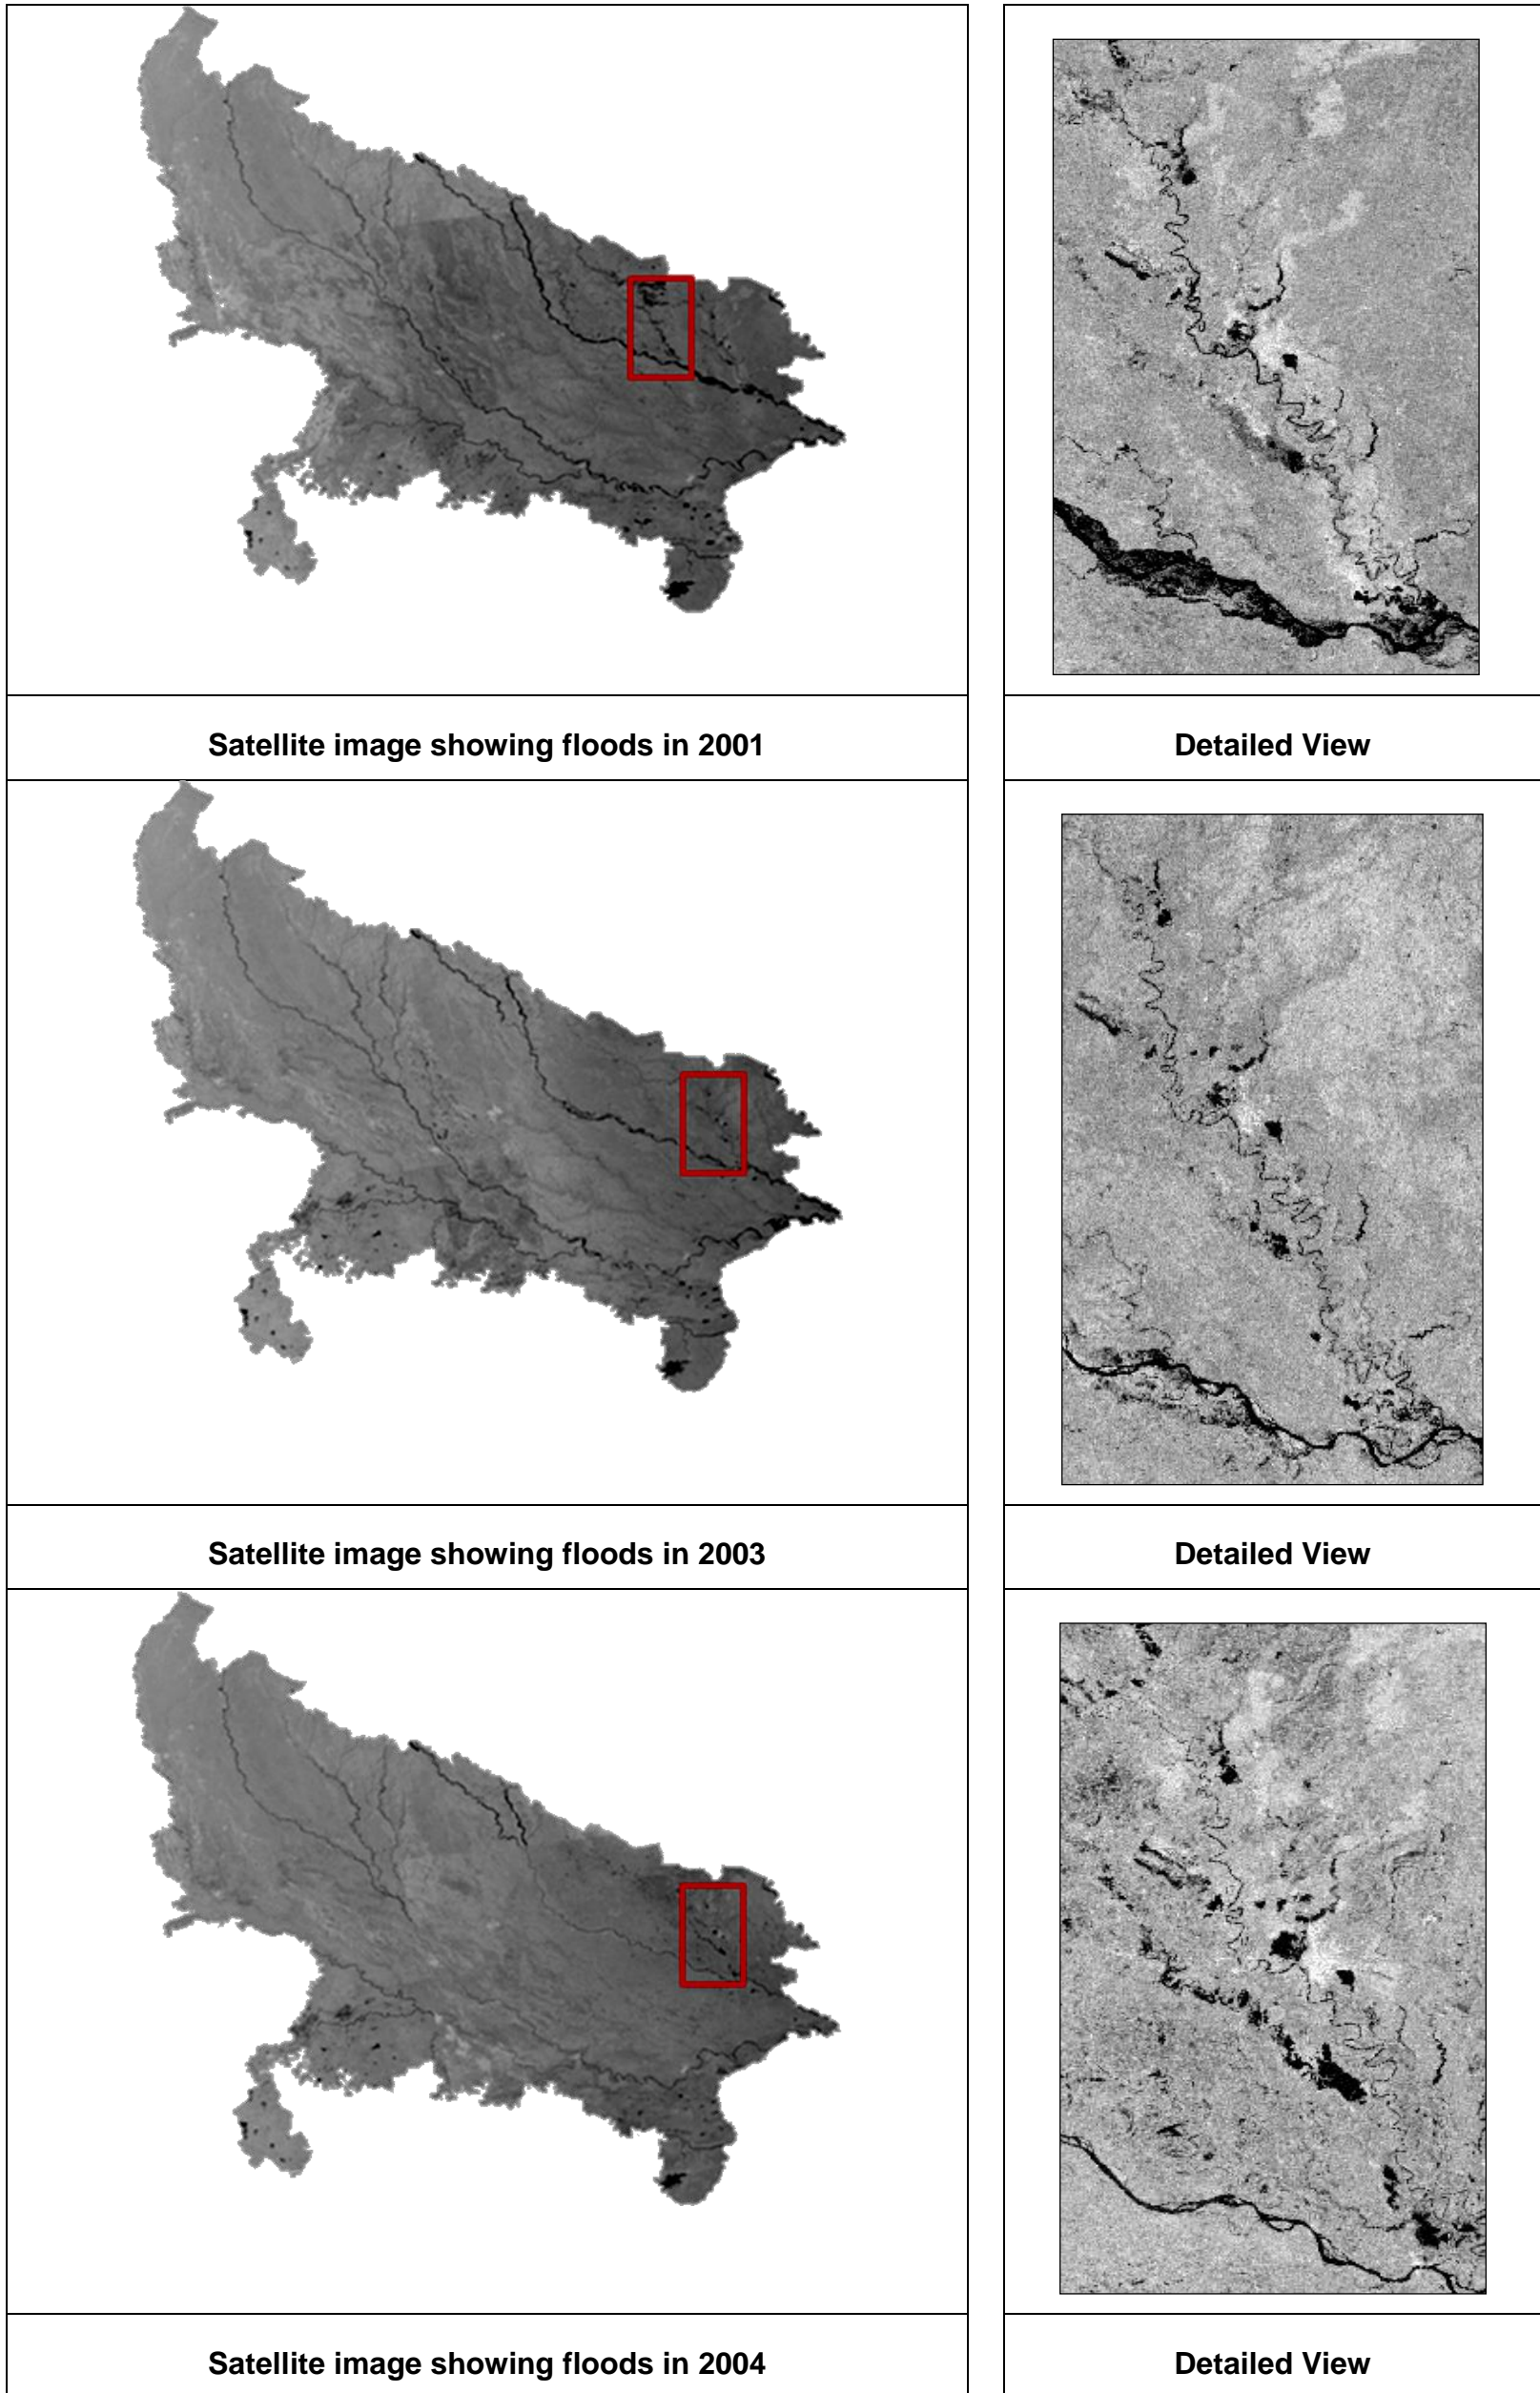 Satellite image showing floods in 2001
Detailed View
Satellite image showing floods in 2003
Detailed View
Satellite image showing floods in 2004
Detailed View